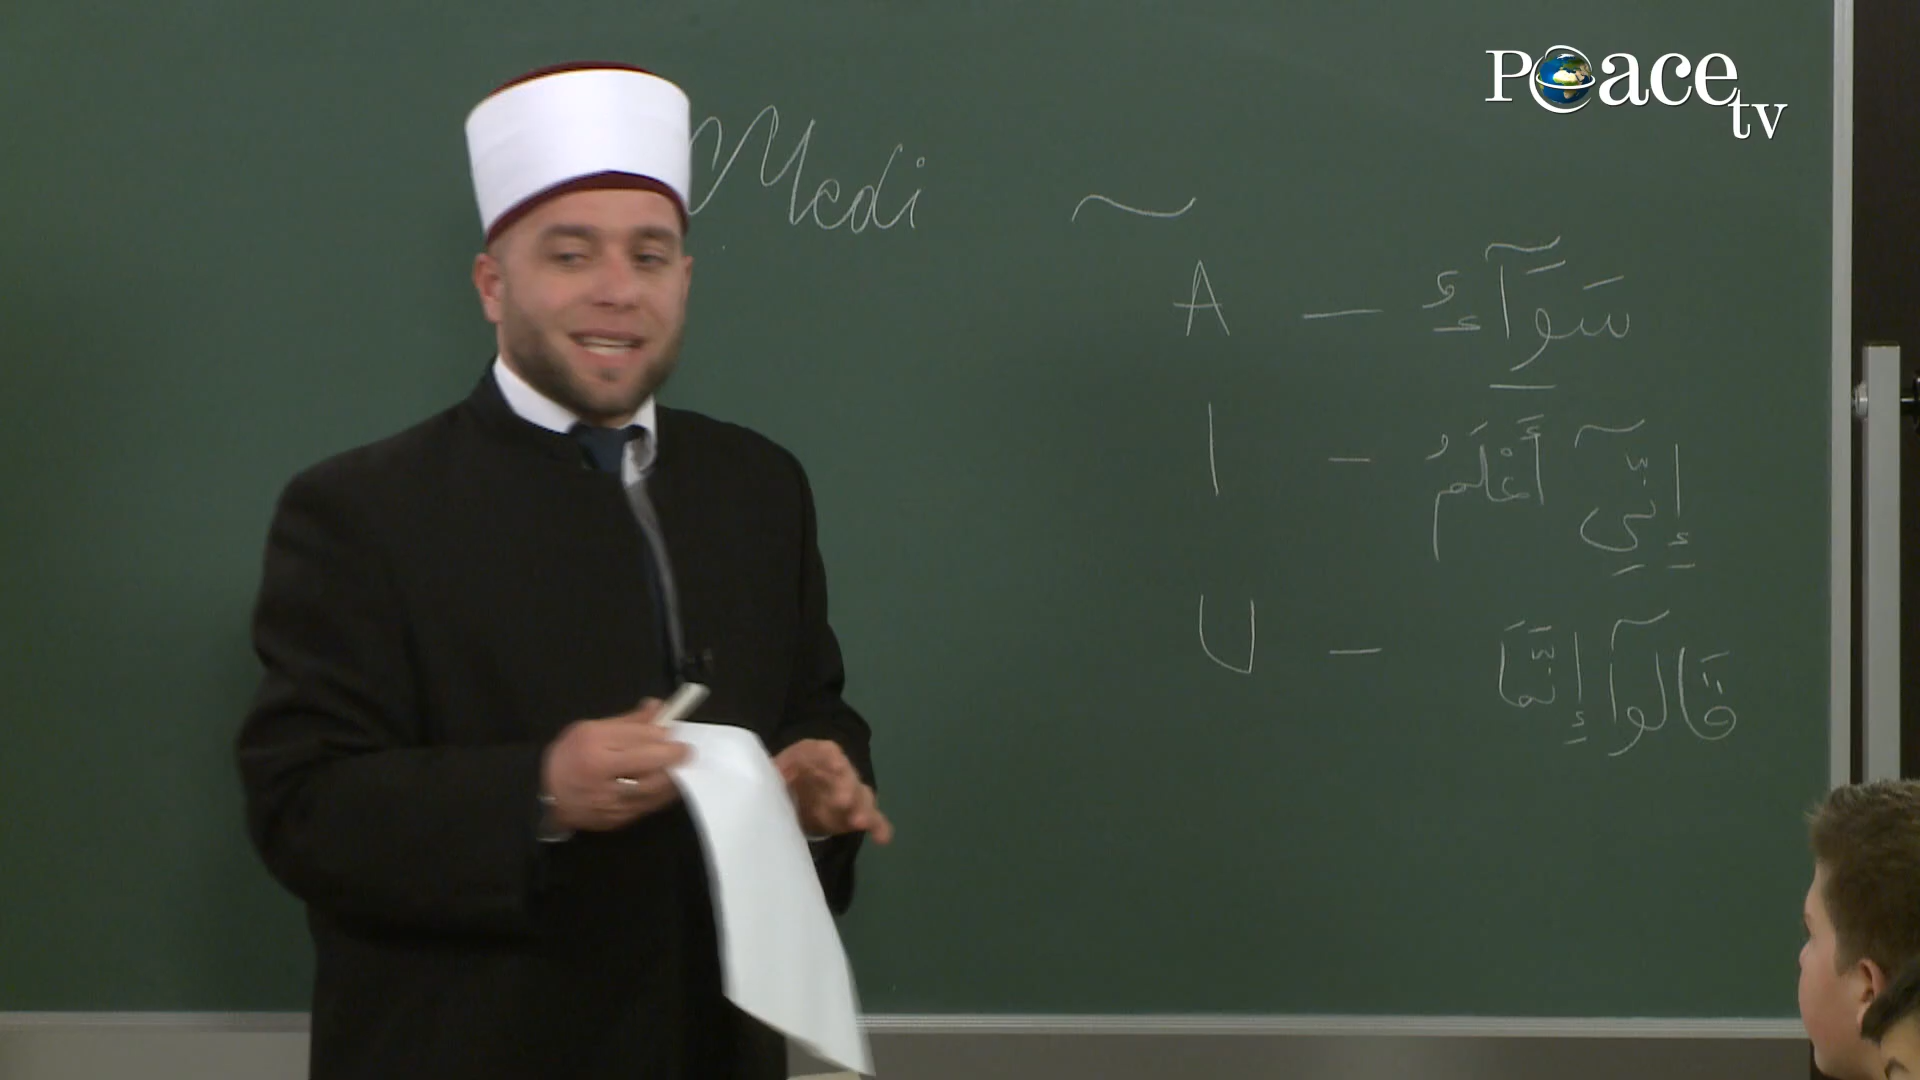 Peace tv
Medi ~
A — سَوَآءٌ
I — إِنِّىٓ أَعْلَمُ
U — قَالُوٓا إِنَّمَا